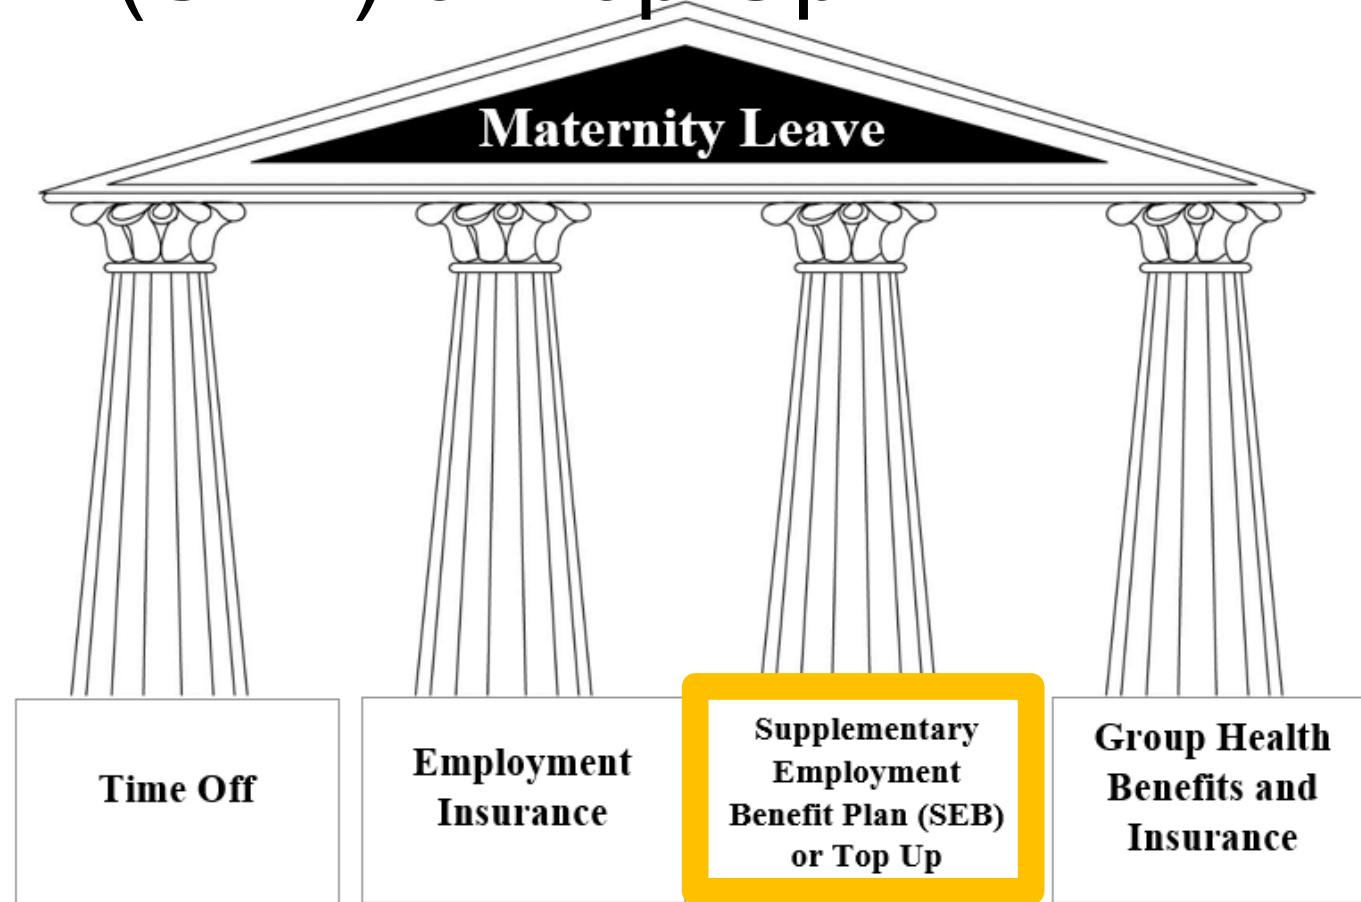 Maternity Leave
Time Off
Employment
Insurance
Supplementary
Employment
Benefit Plan (SEB)
or Top Up
Group Health
Benefits and
Insurance